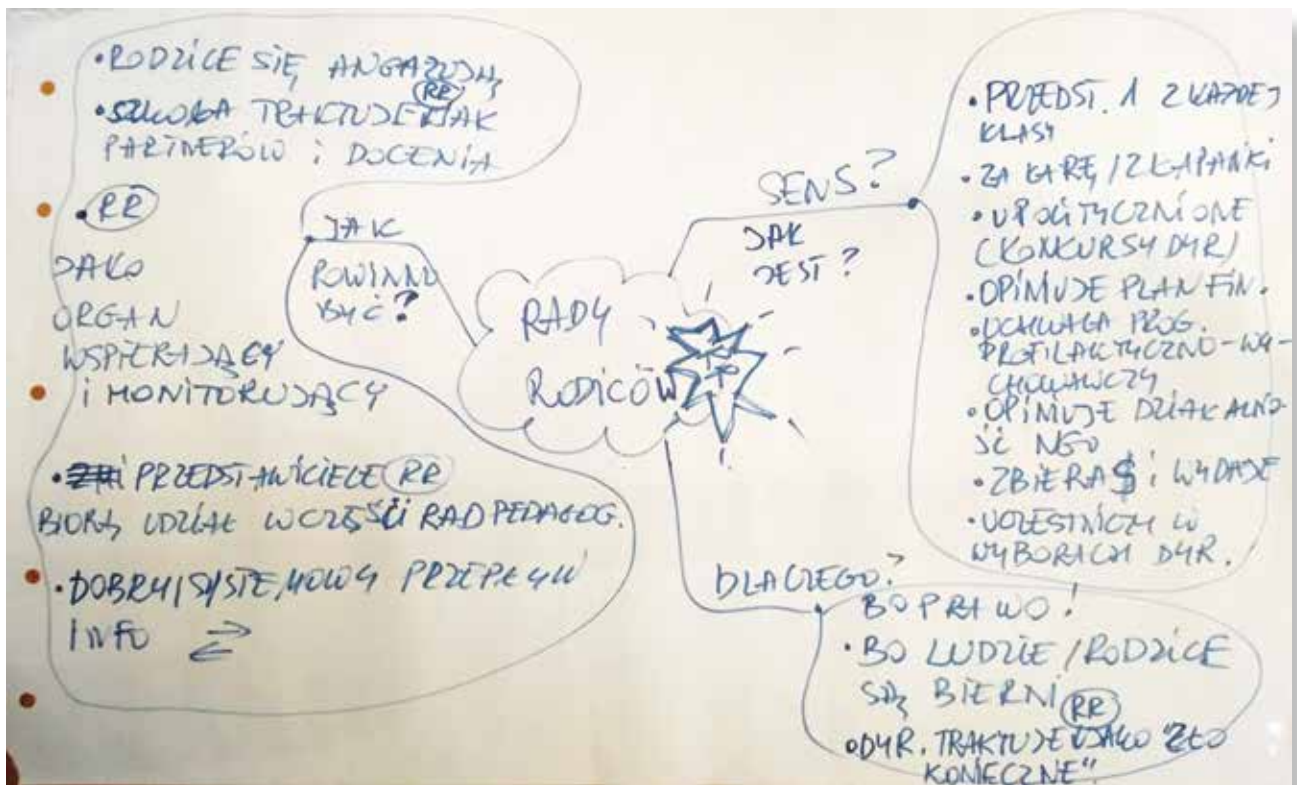 RADY
RODICÓW
JAK
POWINNO
BYĆ?
• RODZICE SIĘ ANGAŻUJĄ
• SZKOŁA TRAKTUJE RR JAK
PARTNERÓW i DOCENIA
• RR
JAKO
ORGAN
WSPIERAJĄCY
i MONITORUJĄCY
• PRZEDSTAWICIELE RR
BIORĄ UDZIAŁ W CZĘŚCI RAD PEDAGOG.
• DOBRY/SYSTEMOWY PRZEPŁYW
INFO ⇄
SENS?
JAK
JEST?
• PRZEDST. 1 Z KAŻDEJ
KLASY
• ZA KARĘ / Z ŁAPANKI
• UPOLITYCZNIONE
(KONKURSY DYR)
• OPINIUJE PLAN FIN.
• UCHWALA PROG.
PROFILAKTYCZNO-WY-
CHOWAWCZY
• OPINIUJE DZIAŁALNO-
ŚĆ NGO
• ZBIERA $ i WYDAJE
• UCZESTNICZY W
WYBORACH DYR.
DLACZEGO?
BO PRAWO!
• BO LUDZIE / RODZICE
SĄ BIERNI
• DYR. TRAKTUJE RR JAKO "ZŁO
KONIECZNE"